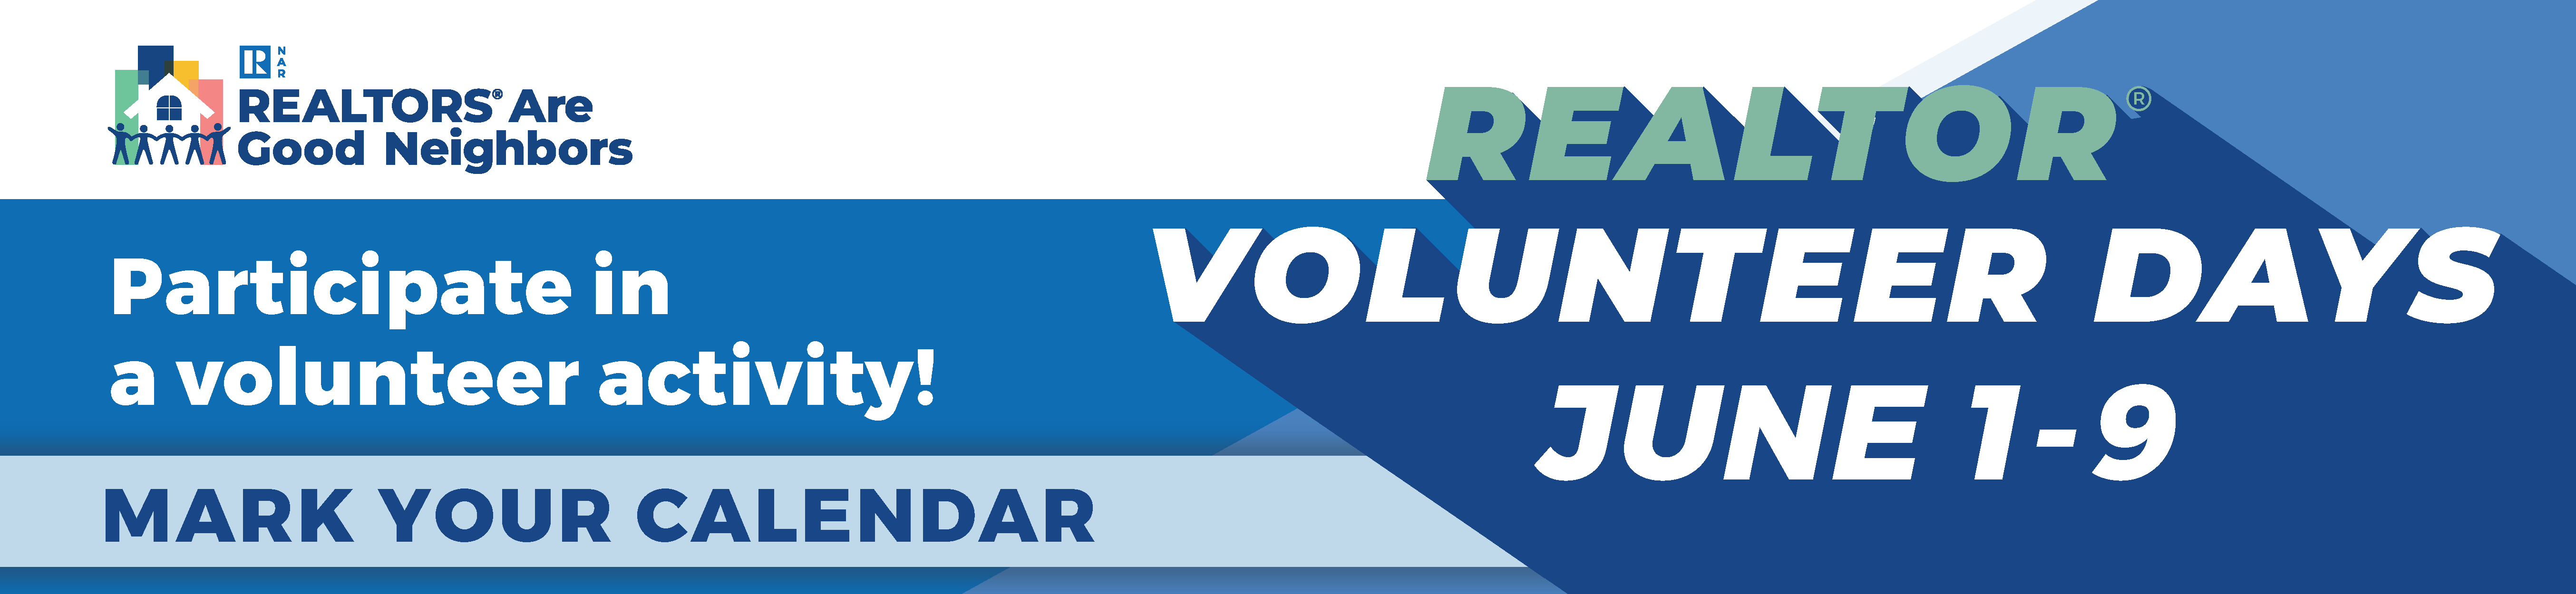 R
NAR
REALTORS® Are
Good Neighbors
Participate in
a volunteer activity!
MARK YOUR CALENDAR
REALTOR®
VOLUNTEER DAYS
JUNE 1-9